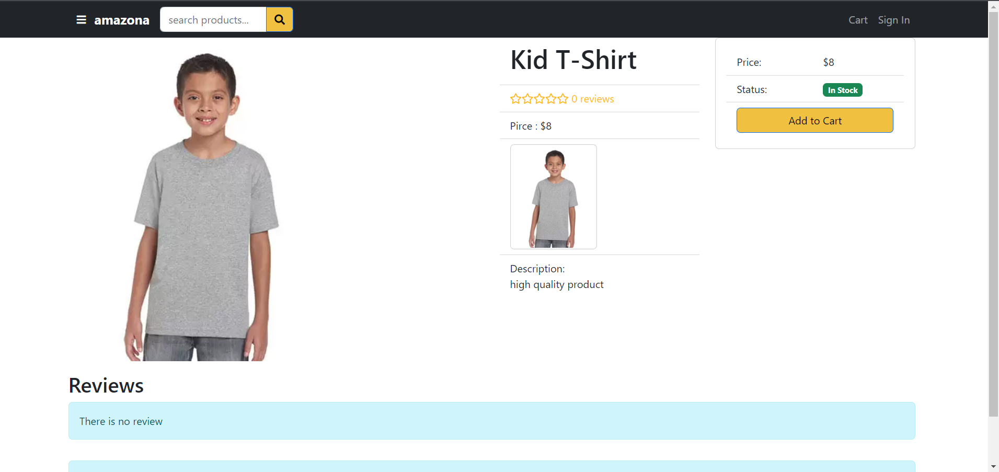 amazona
search products...
Cart
Sign In
Kid T-Shirt
0 reviews
Pirce : $8
Description:
high quality product
Price:
$8
Status:
In Stock
Add to Cart
Reviews
There is no review